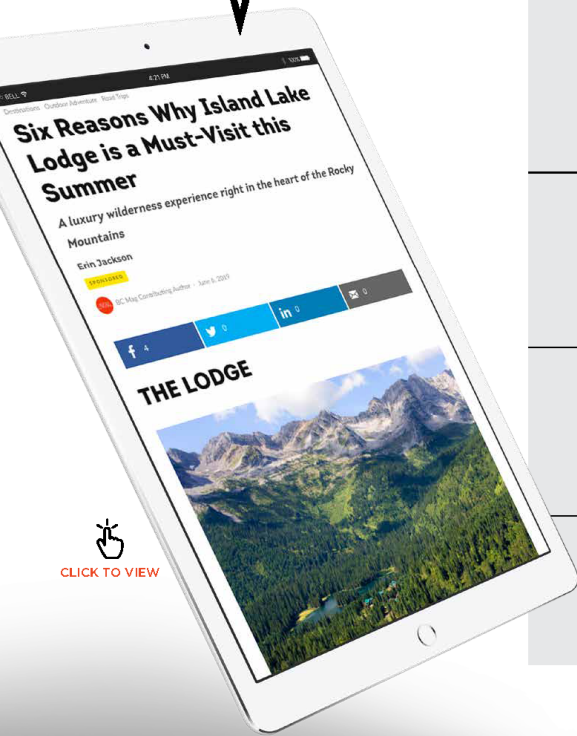 BELL
4:21 PM
100%
Destinations Outdoor Adventure Road Trips
Six Reasons Why Island Lake
Lodge is a Must-Visit this
Summer
A luxury wilderness experience right in the heart of the Rocky
Mountains
Erin Jackson
SPONSORED
BC Mag Contributing Author - June 6, 2019
4
0
in 0
0
THE LODGE
CLICK TO VIEW